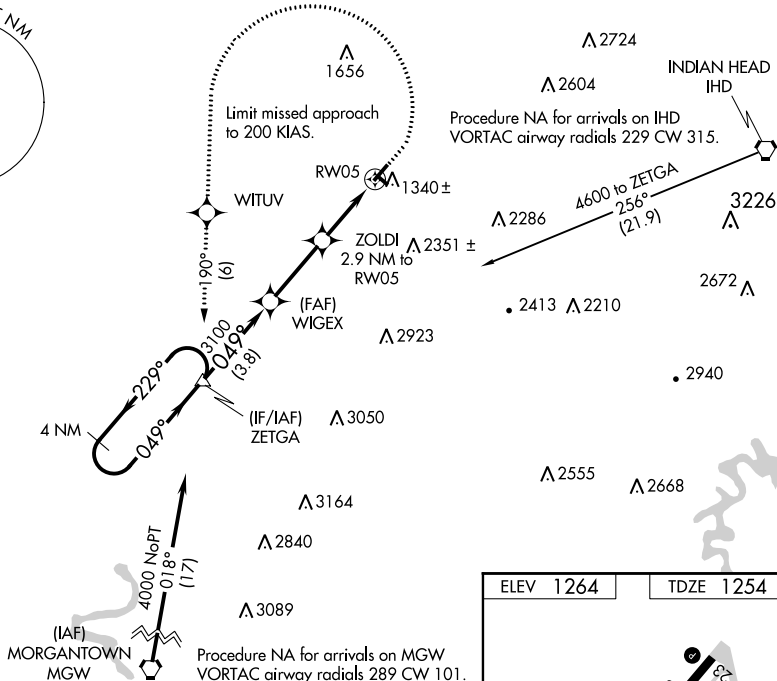 NM
2724
1656
2604
INDIAN HEAD
IHD
Limit missed approach
to 200 KIAS.
Procedure NA for arrivals on IHD
VORTAC airway radials 229 CW 315.
RW05
1340 ±
WITUV
4600 to ZETGA
256°
(21.9)
3226
2286
ZOLDI
2.9 NM to
RW05
2351 ±
190°
(6)
2672
(FAF)
WIGEX
2413
2210
3100
049°
(3.8)
2923
2940
229°
049°
4 NM
(IF/IAF)
ZETGA
3050
2555
2668
3164
4000 NoPT
018°
(17)
2840
3089
ELEV 1264
TDZE 1254
(IAF)
MORGANTOWN
MGW
Procedure NA for arrivals on MGW
VORTAC airway radials 289 CW 101.
P
23